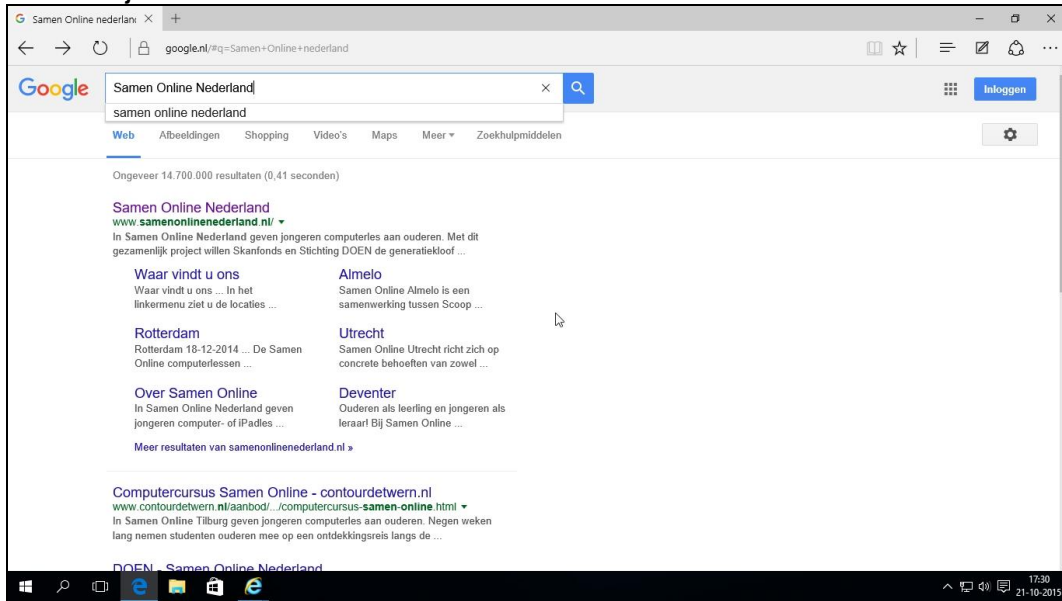 Samen Online nederlan
google.nl/#q=Samen+Online+nederland
Google
Samen Online Nederland
samen online nederland
Inloggen
Web Afbeeldingen Shopping Video's Maps Meer Zoekhulpmiddelen
Ongeveer 14.700.000 resultaten (0,41 seconden)
Samen Online Nederland
www.samenonlinenederland.nl/
In Samen Online Nederland geven jongeren computerles aan ouderen. Met dit
gezamenlijk project willen Skanfonds en Stichting DOEN de generatiekloof ...
Waar vindt u ons
Waar vindt u ons ... In het
linkermenu ziet u de locaties ...
Almelo
Samen Online Almelo is een
samenwerking tussen Scoop ...
Rotterdam
Rotterdam 18-12-2014 ... De Samen
Online computerlessen ...
Utrecht
Samen Online Utrecht richt zich op
concrete behoeften van zowel ...
Over Samen Online
In Samen Online Nederland geven
jongeren computer- of iPadles ...
Deventer
Ouderen als leerling en jongeren als
leraar! Bij Samen Online ...
Meer resultaten van samenonlinenederland.nl »
Computercursus Samen Online - contourdetwern.nl
www.contourdetwern.nl/aanbod/.../computercursus-samen-online.html
In Samen Online Tilburg geven jongeren computerles aan ouderen. Negen weken
lang nemen studenten ouderen mee op een ontdekkingsreis langs de ...
DOEN - Samen Online Nederland
17:30
21-10-2015